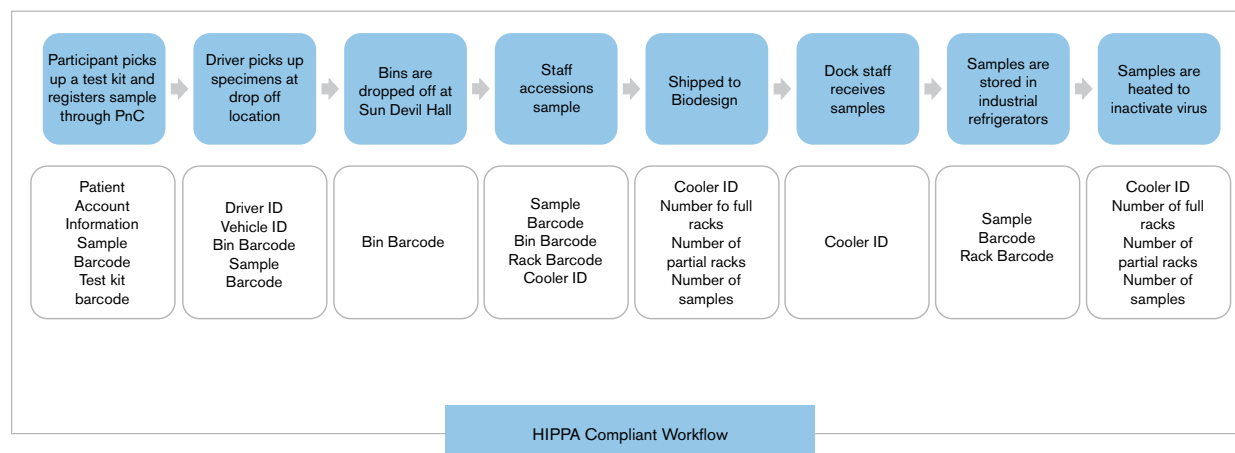 Participant picks
up a test kit and
registers sample
through PnC
Driver picks up
specimens at
drop off
location
Bins are
dropped off at
Sun Devil Hall
Staff
accessions
sample
Shipped to
Biodesign
Dock staff
receives
samples
Samples are
stored in
industrial
refrigerators
Samples are
heated to
inactivate virus
Patient
Account
Information
Sample
Barcode
Test kit
barcode
Driver ID
Vehicle ID
Bin Barcode
Sample
Barcode
Bin Barcode
Sample
Barcode
Bin Barcode
Rack Barcode
Cooler ID
Cooler ID
Number fo full
racks
Number of
partial racks
Number of
samples
Cooler ID
Sample
Barcode
Rack Barcode
Cooler ID
Number of full
racks
Number of
partial racks
Number of
samples
HIPPA Compliant Workflow